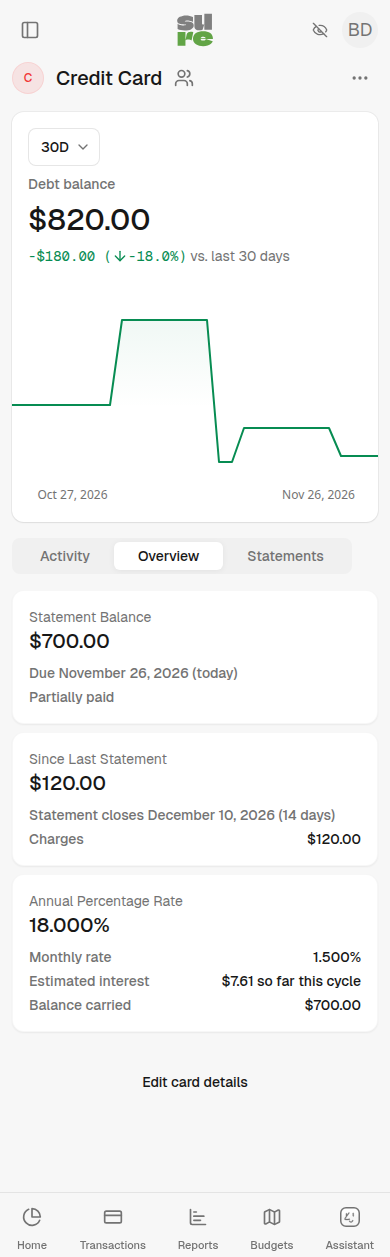 sure
BD
C Credit Card
30D
Debt balance
$820.00
-$180.00 (↓-18.0%) vs. last 30 days
Oct 27, 2026 Nov 26, 2026
Activity Overview Statements
Statement Balance
$700.00
Due November 26, 2026 (today)
Partially paid
Since Last Statement
$120.00
Statement closes December 10, 2026 (14 days)
Charges $120.00
Annual Percentage Rate
18.000%
Monthly rate 1.500%
Estimated interest $7.61 so far this cycle
Balance carried $700.00
Edit card details
Home Transactions Reports Budgets Assistant